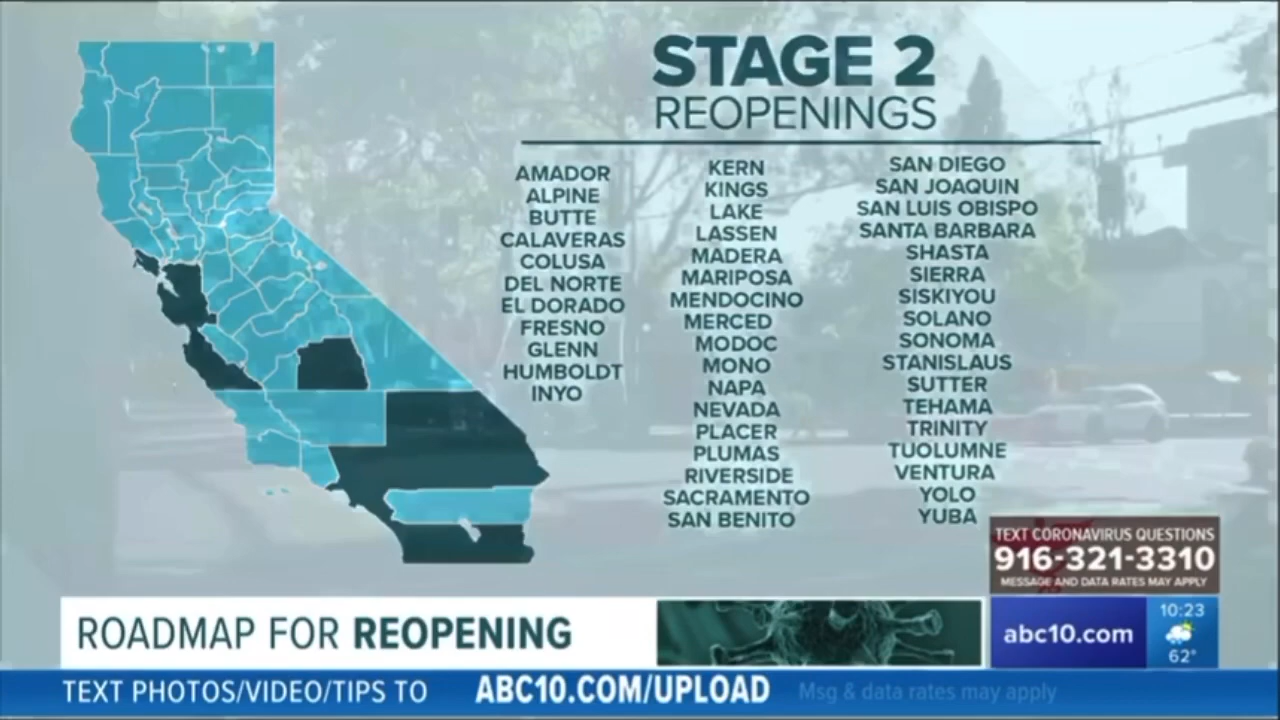 STAGE 2
REOPENINGS
AMADOR
ALPINE
BUTTE
CALAVERAS
COLUSA
DEL NORTE
EL DORADO
FRESNO
GLENN
HUMBOLDT
INYO
KERN
KINGS
LAKE
LASSEN
MADERA
MARIPOSA
MENDOCINO
MERCED
MODOC
MONO
NAPA
NEVADA
PLACER
PLUMAS
RIVERSIDE
SACRAMENTO
SAN BENITO
SAN DIEGO
SAN JOAQUIN
SAN LUIS OBISPO
SANTA BARBARA
SHASTA
SIERRA
SISKIYOU
SOLANO
SONOMA
STANISLAUS
SUTTER
TEHAMA
TRINITY
TUOLUMNE
VENTURA
YOLO
YUBA
TEXT CORONAVIRUS QUESTIONS
916-321-3310
MESSAGE AND DATA RATES MAY APPLY
ROADMAP FOR REOPENING
abc10.com
10:23
62°
TEXT PHOTOS/VIDEO/TIPS TO ABC10.COM/UPLOAD Msg & data rates may apply